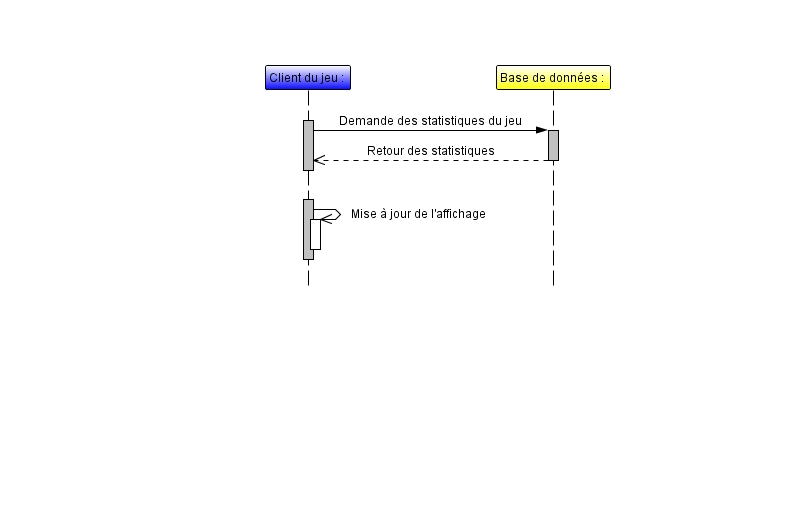 Client du jeu :
Base de données :
Demande des statistiques du jeu
Retour des statistiques
Mise à jour de l'affichage